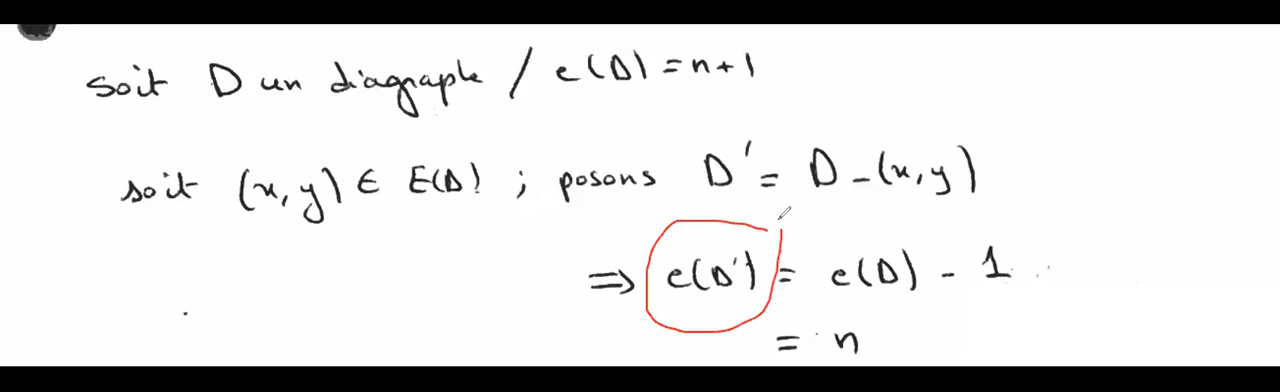 soit D un diagraphe / e(D) = n+1
soit (x,y) ∈ E(D) ; posons D' = D - (x,y)
⇒ e(D') = e(D) - 1
= n